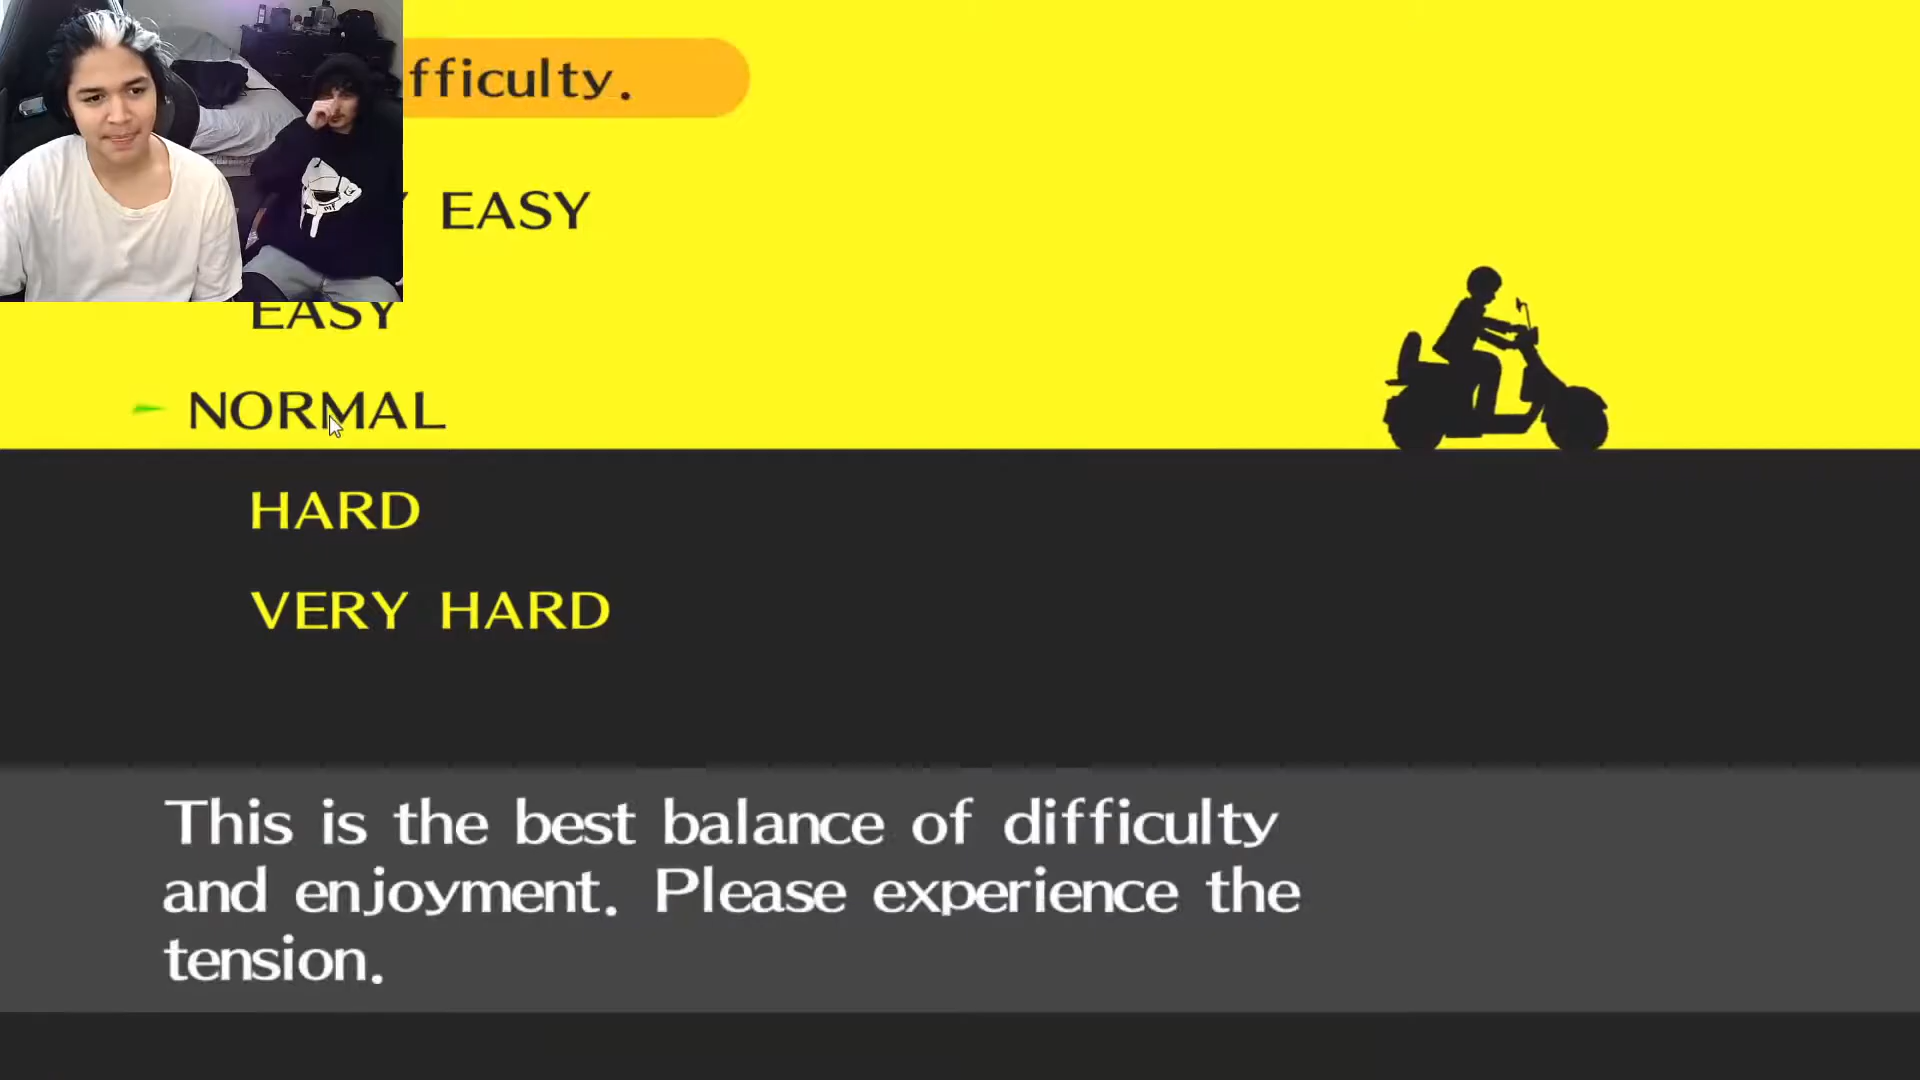 fficulty.
EASY
EASY
NORMAL
HARD
VERY HARD
This is the best balance of difficulty
and enjoyment. Please experience the
tension.